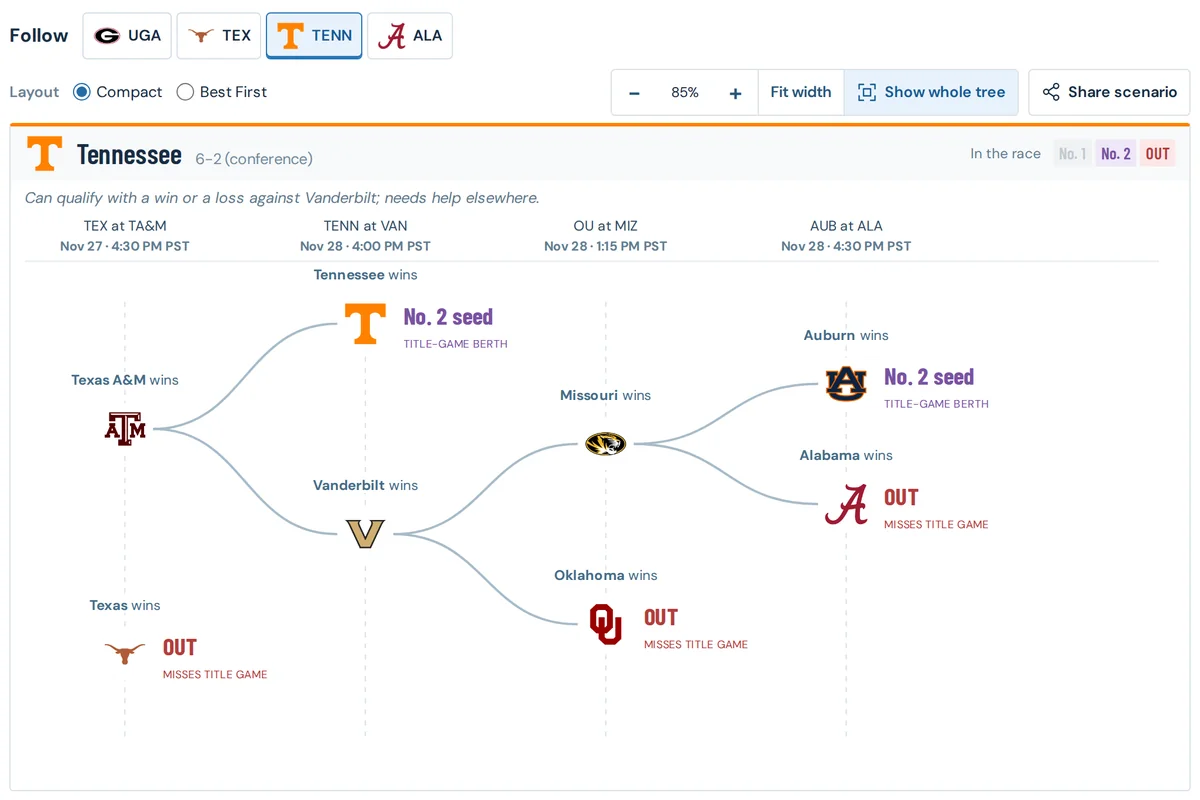 Follow UGA TEX TENN ALA
Layout Compact Best First − 85% + Fit width Show whole tree Share scenario
Tennessee 6–2 (conference) In the race No. 1 No. 2 OUT
Can qualify with a win or a loss against Vanderbilt; needs help elsewhere.
TEX at TA&M TENN at VAN OU at MIZ AUB at ALA
Nov 27 · 4:30 PM PST Nov 28 · 4:00 PM PST Nov 28 · 1:15 PM PST Nov 28 · 4:30 PM PST
Tennessee wins
No. 2 seed
TITLE-GAME BERTH
Auburn wins
No. 2 seed
TITLE-GAME BERTH
Texas A&M wins
Missouri wins
Alabama wins
OUT
MISSES TITLE GAME
Vanderbilt wins
Oklahoma wins
OUT
MISSES TITLE GAME
Texas wins
OUT
MISSES TITLE GAME